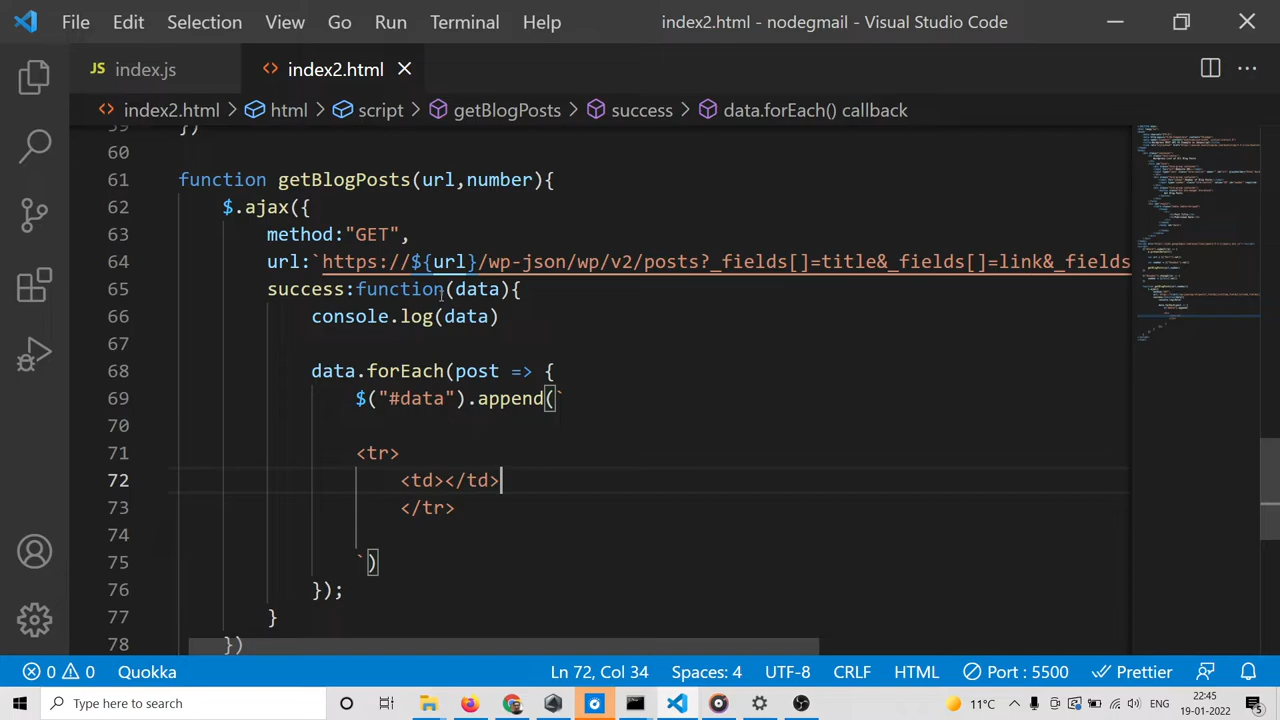 File Edit Selection View Go Run Terminal Help index2.html - nodegmail - Visual Studio Code
JS index.js <> index2.html
<> index2.html > html > script > getBlogPosts > success > data.forEach() callback
59 })
60
61 function getBlogPosts(url,number){
62 $.ajax({
63 method:"GET",
64 url:`https://${url}/wp-json/wp/v2/posts?_fields[]=title&_fields[]=link&_fields
65 success:function(data){
66 console.log(data)
67
68 data.forEach(post => {
69 $("#data").append(`
70
71 <tr>
72 <td></td>
73 </tr>
74
75 `)
76 });
77 }
78 })
0 0 Quokka Ln 72, Col 34 Spaces: 4 UTF-8 CRLF HTML Port : 5500 Prettier
Type here to search 11°C ENG 22:45
19-01-2022 5